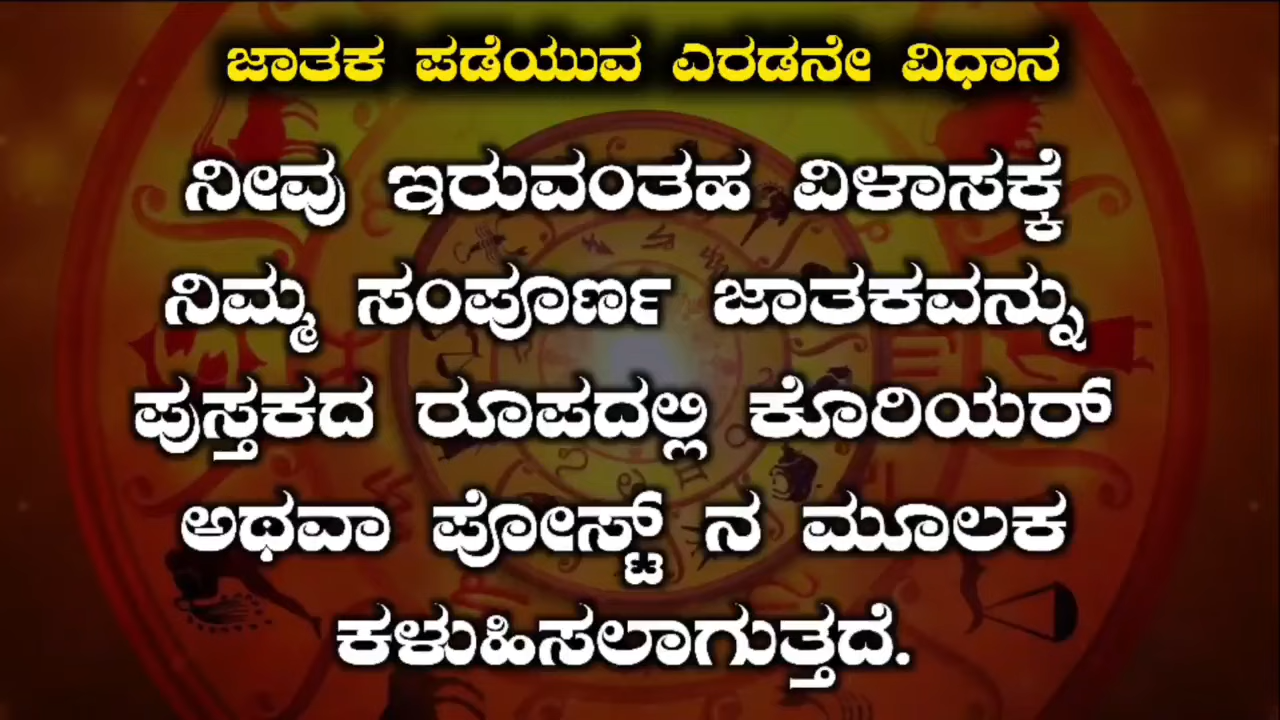 ಜಾತಕ ಪಡೆಯುವ ಎರಡನೇ ವಿಧಾನ
ನೀವು ಇರುವಂತಹ ವಿಳಾಸಕ್ಕೆ
ನಿಮ್ಮ ಸಂಪೂರ್ಣ ಜಾತಕವನ್ನು
ಪುಸ್ತಕದ ರೂಪದಲ್ಲಿ ಕೊರಿಯರ್
ಅಥವಾ ಪೋಸ್ಟ್ ನ ಮೂಲಕ
ಕಳುಹಿಸಲಾಗುತ್ತದೆ.